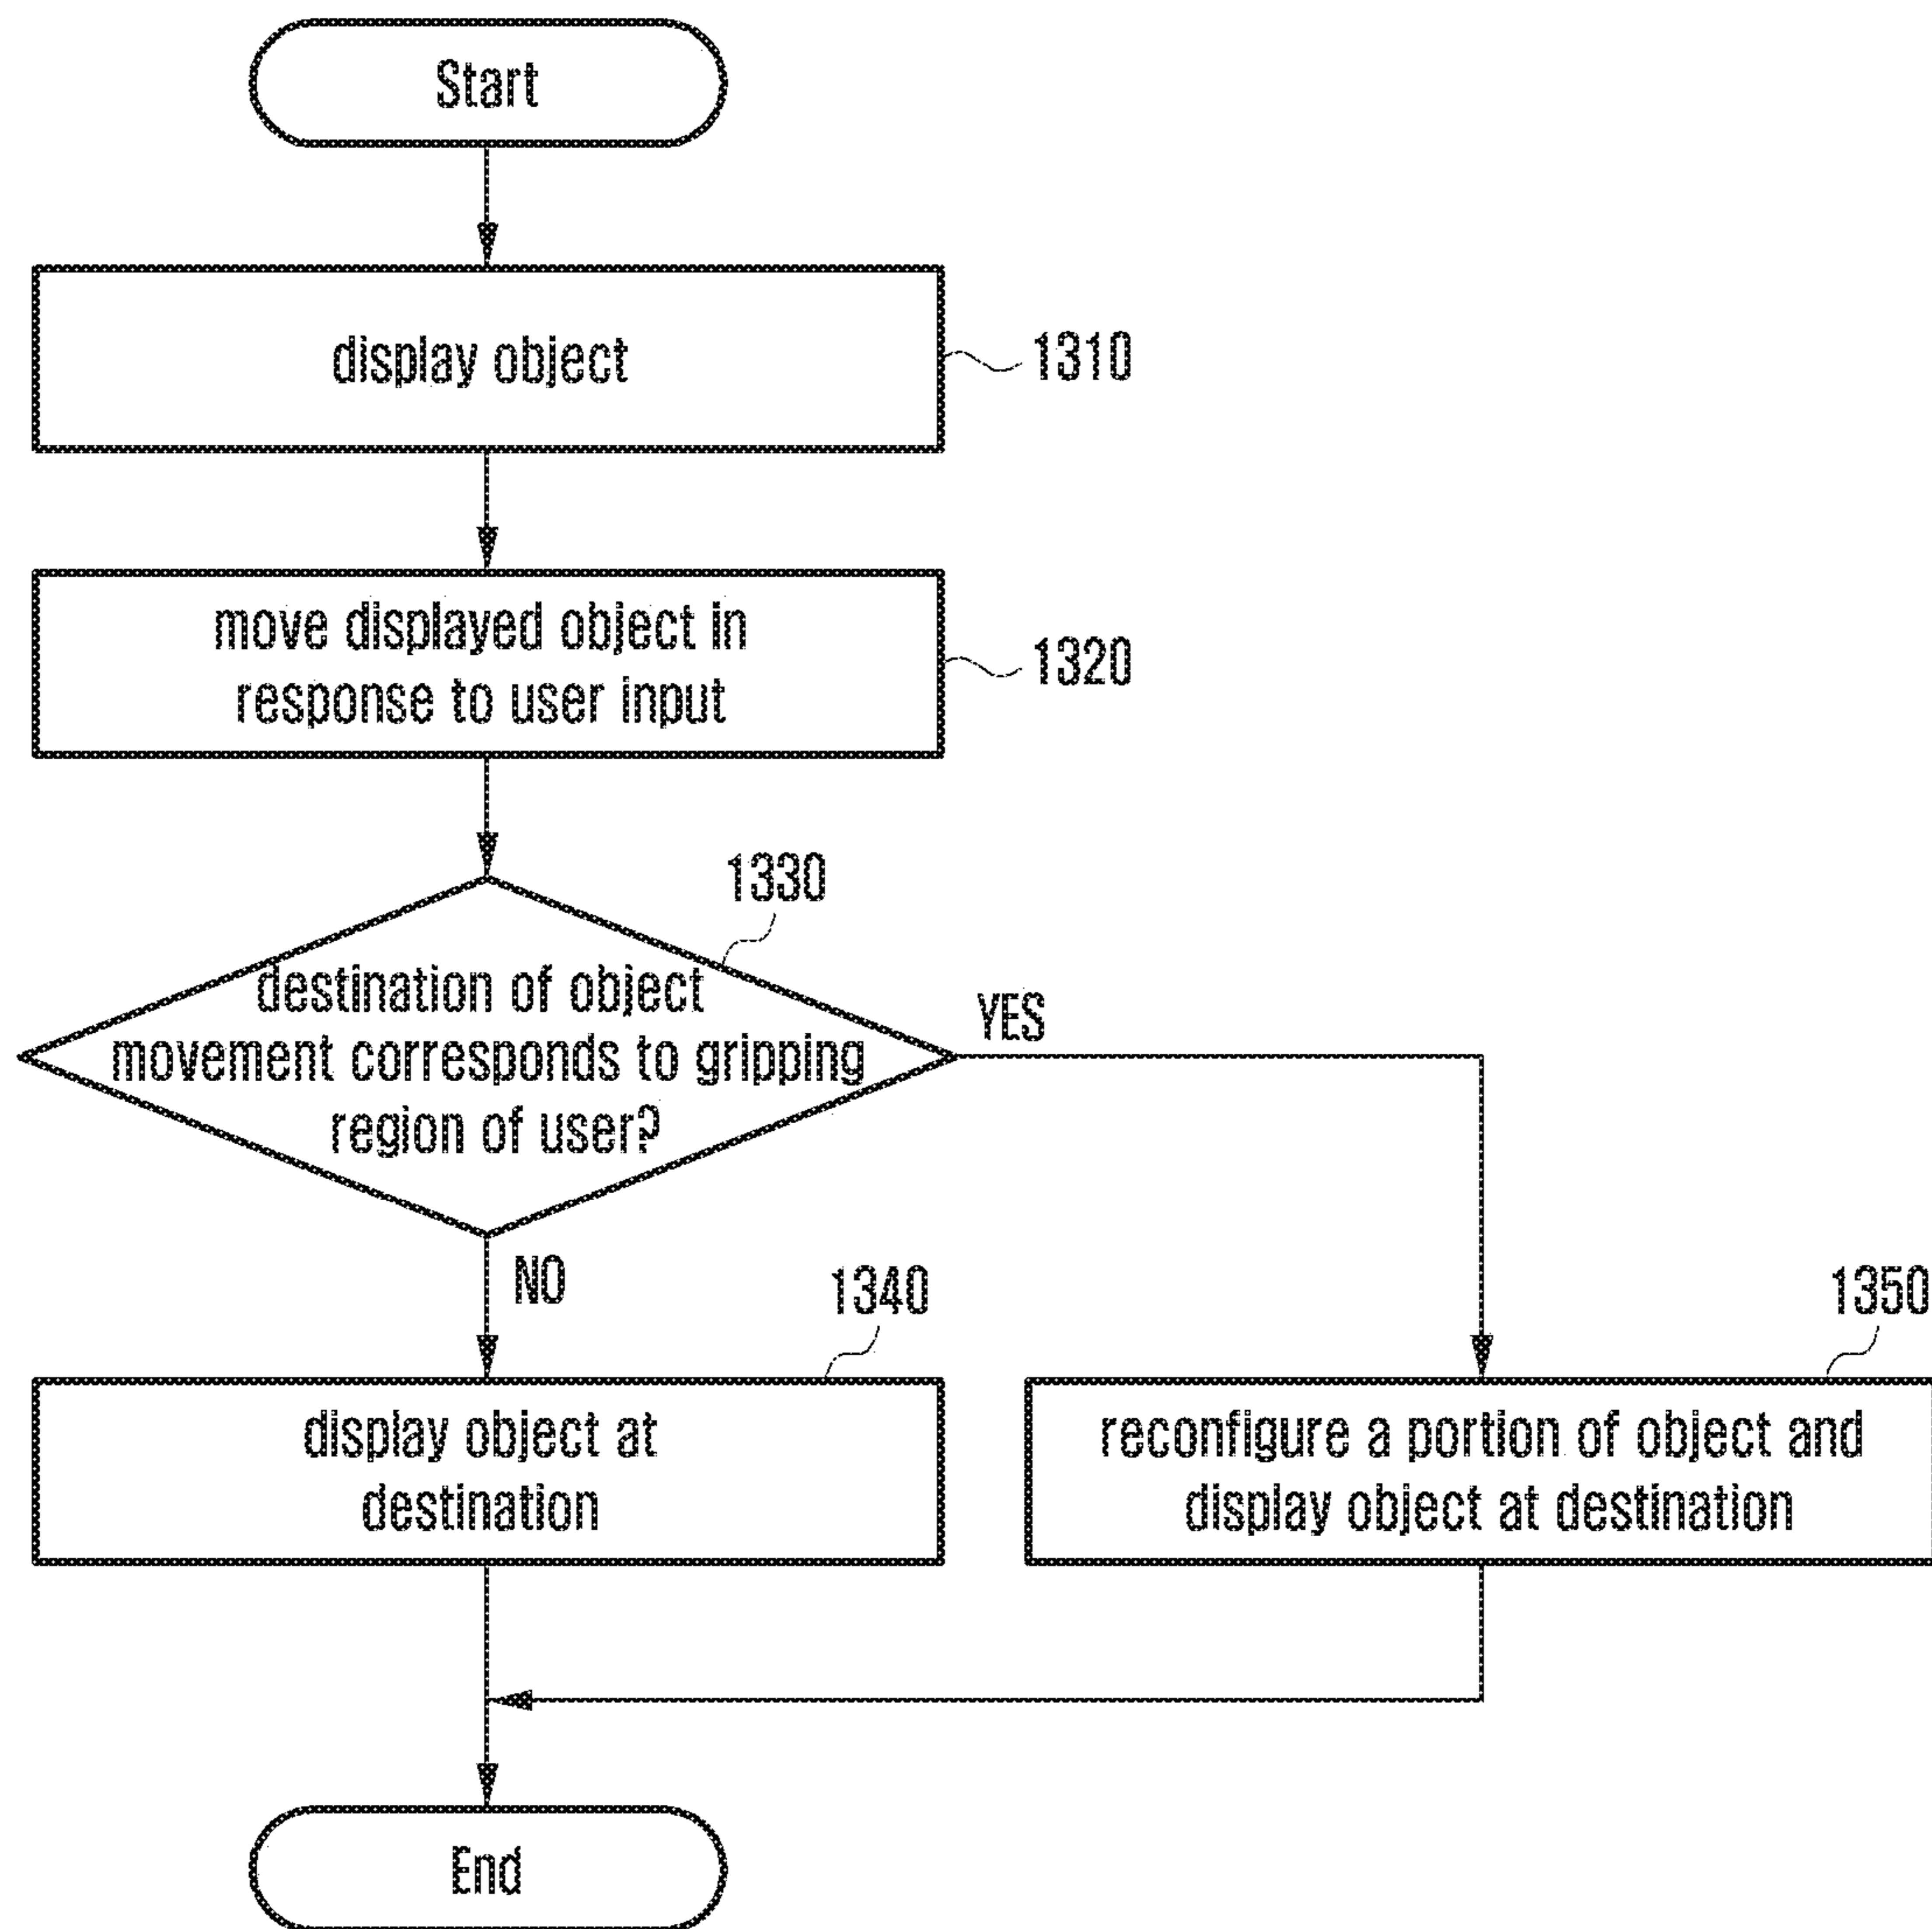 Start
display object
1310
move displayed object in
response to user input
1320
1330
destination of object
movement corresponds to gripping
region of user?
YES
NO
1340
1350
display object at
destination
reconfigure a portion of object and
display object at destination
End